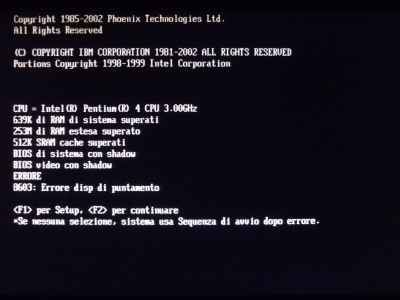 Copyright 1985-2002 Phoenix Technologies Ltd.
All Rights Reserved
(C) COPYRIGHT IBM CORPORATION 1981-2002 ALL RIGHTS RESERVED
Portions Copyright 1998-1999 Intel Corporation
CPU = Intel(R) Pentium(R) 4 CPU 3.00GHz
639K di RAM di sistema superati
253M di RAM estesa superato
512K SRAM cache superati
BIOS di sistema con shadow
BIOS video con shadow
ERRORE
8603: Errore disp di puntamento
<F1> per Setup, <F2> per continuare
*Se nessuna selezione, sistema usa Sequenza di avvio dopo errore.